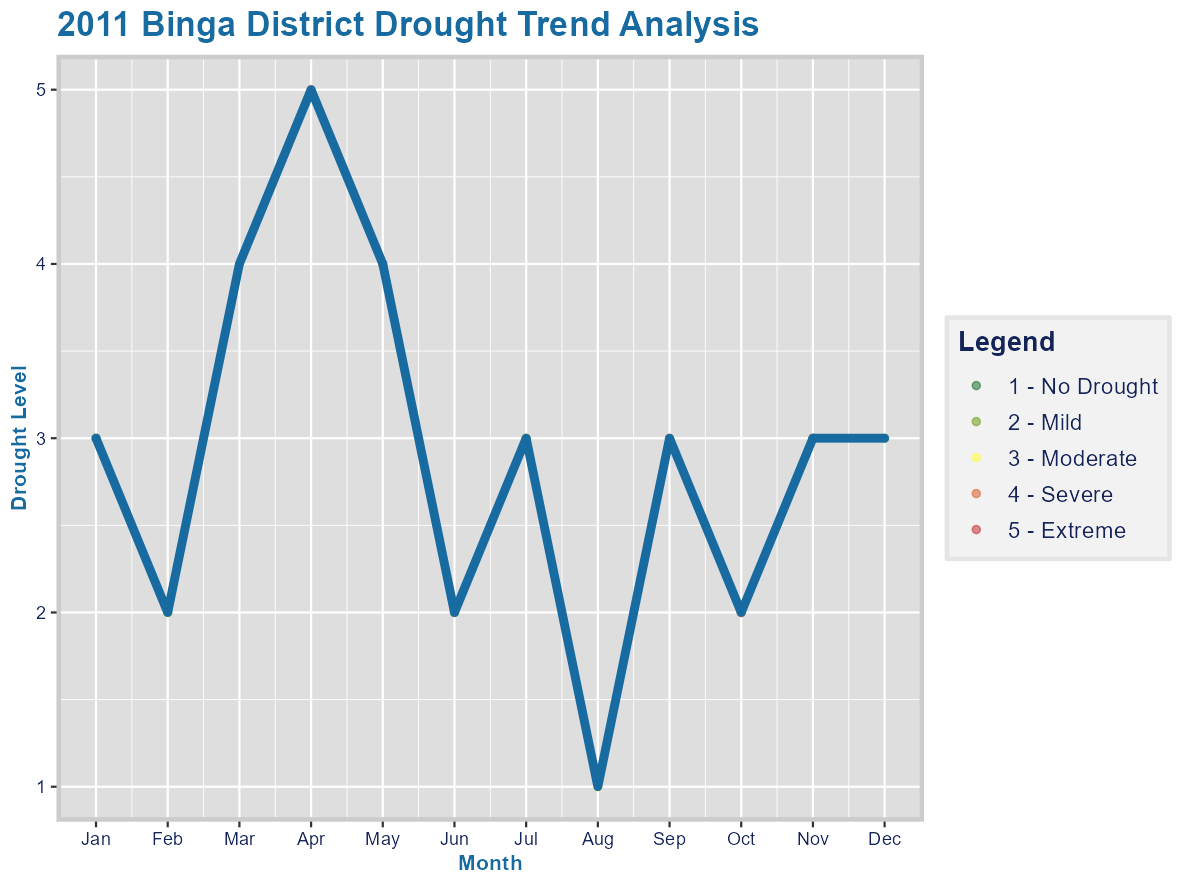 2011 Binga District Drought Trend Analysis
Drought Level
5
4
3
2
1
Jan Feb Mar Apr May Jun Jul Aug Sep Oct Nov Dec
Month
Legend
1 - No Drought
2 - Mild
3 - Moderate
4 - Severe
5 - Extreme